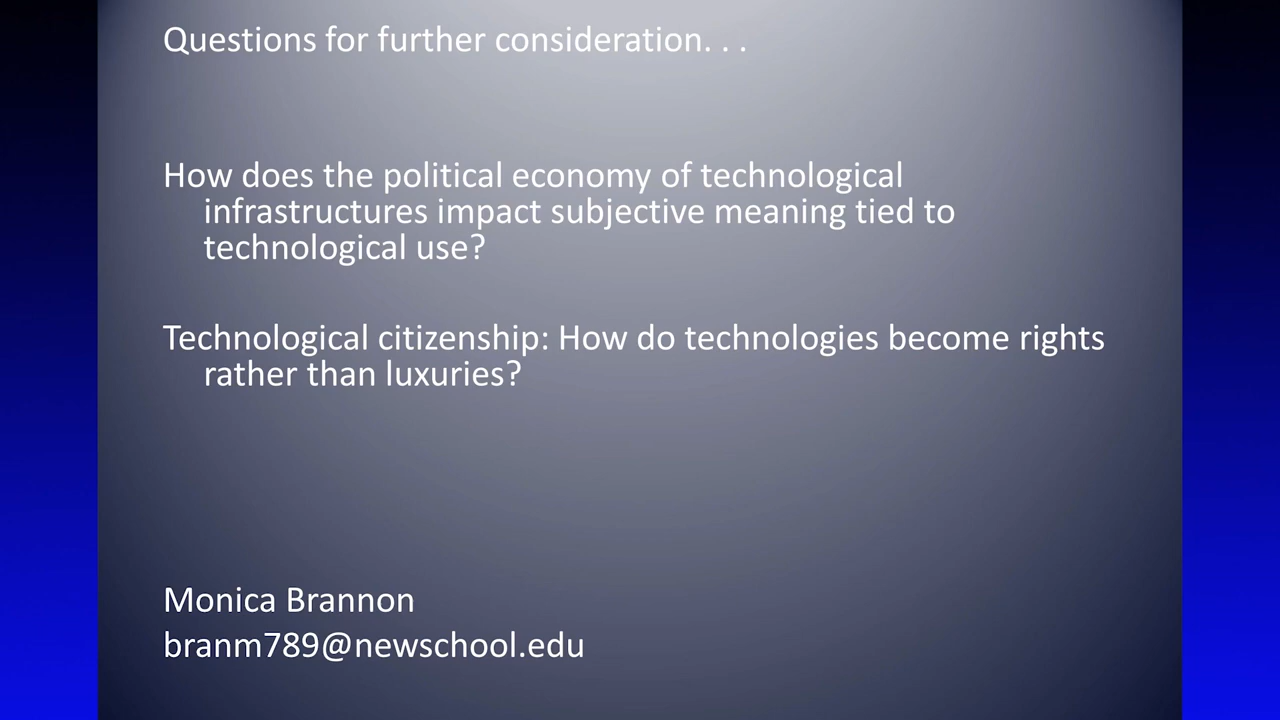 Questions for further consideration. . .
How does the political economy of technological
infrastructures impact subjective meaning tied to
technological use?
Technological citizenship: How do technologies become rights
rather than luxuries?
Monica Brannon
branm789@newschool.edu